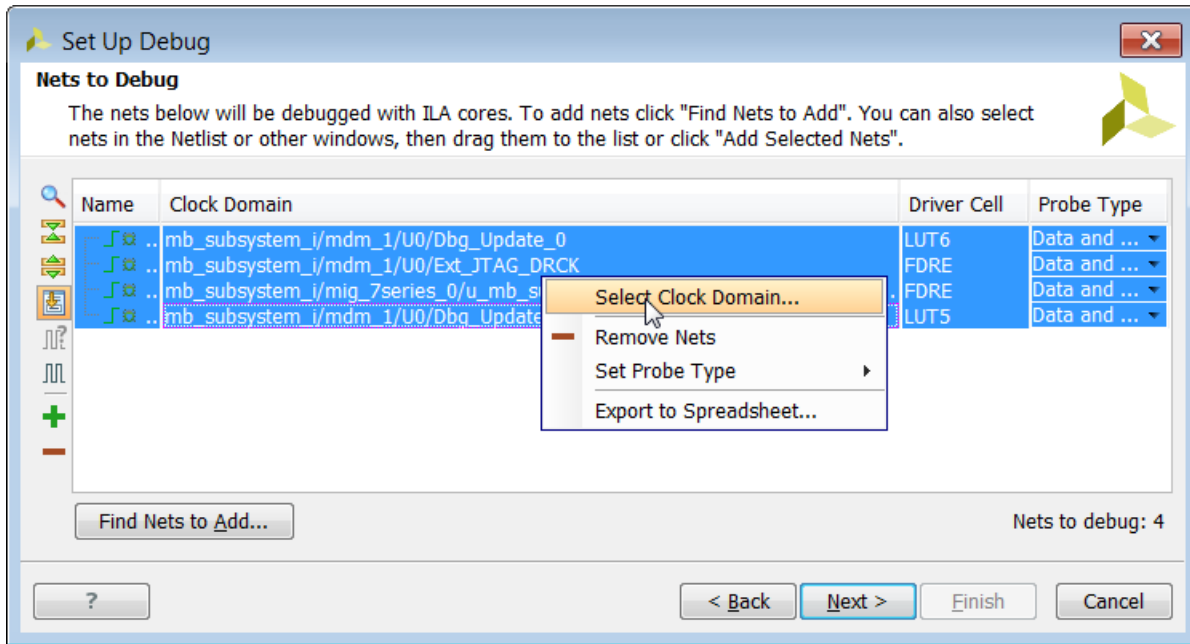 Set Up Debug
Nets to Debug
The nets below will be debugged with ILA cores. To add nets click "Find Nets to Add". You can also select
nets in the Netlist or other windows, then drag them to the list or click "Add Selected Nets".
Name Clock Domain Driver Cell Probe Type
.. mb_subsystem_i/mdm_1/U0/Dbg_Update_0 LUT6 Data and ...
.. mb_subsystem_i/mdm_1/U0/Ext_JTAG_DRCK FDRE Data and ...
.. mb_subsystem_i/mig_7series_0/u_mb_s . FDRE Data and ...
.. mb_subsystem_i/mdm_1/U0/Dbg_Update LUT5 Data and ...
Select Clock Domain...
Remove Nets
Set Probe Type
Export to Spreadsheet...
Find Nets to Add... Nets to debug: 4
? < Back Next > Finish Cancel